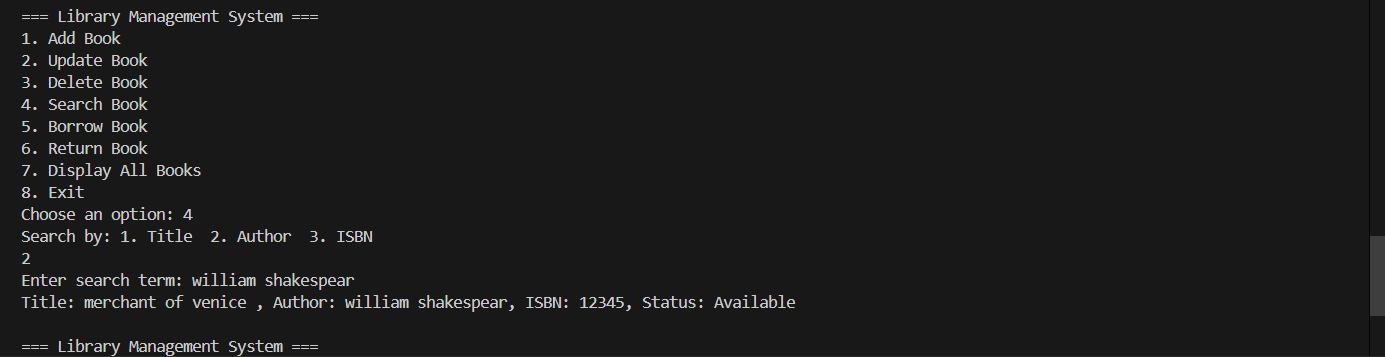 === Library Management System ===
1. Add Book
2. Update Book
3. Delete Book
4. Search Book
5. Borrow Book
6. Return Book
7. Display All Books
8. Exit
Choose an option: 4
Search by: 1. Title  2. Author  3. ISBN
2
Enter search term: william shakespear
Title: merchant of venice , Author: william shakespear, ISBN: 12345, Status: Available
=== Library Management System ===